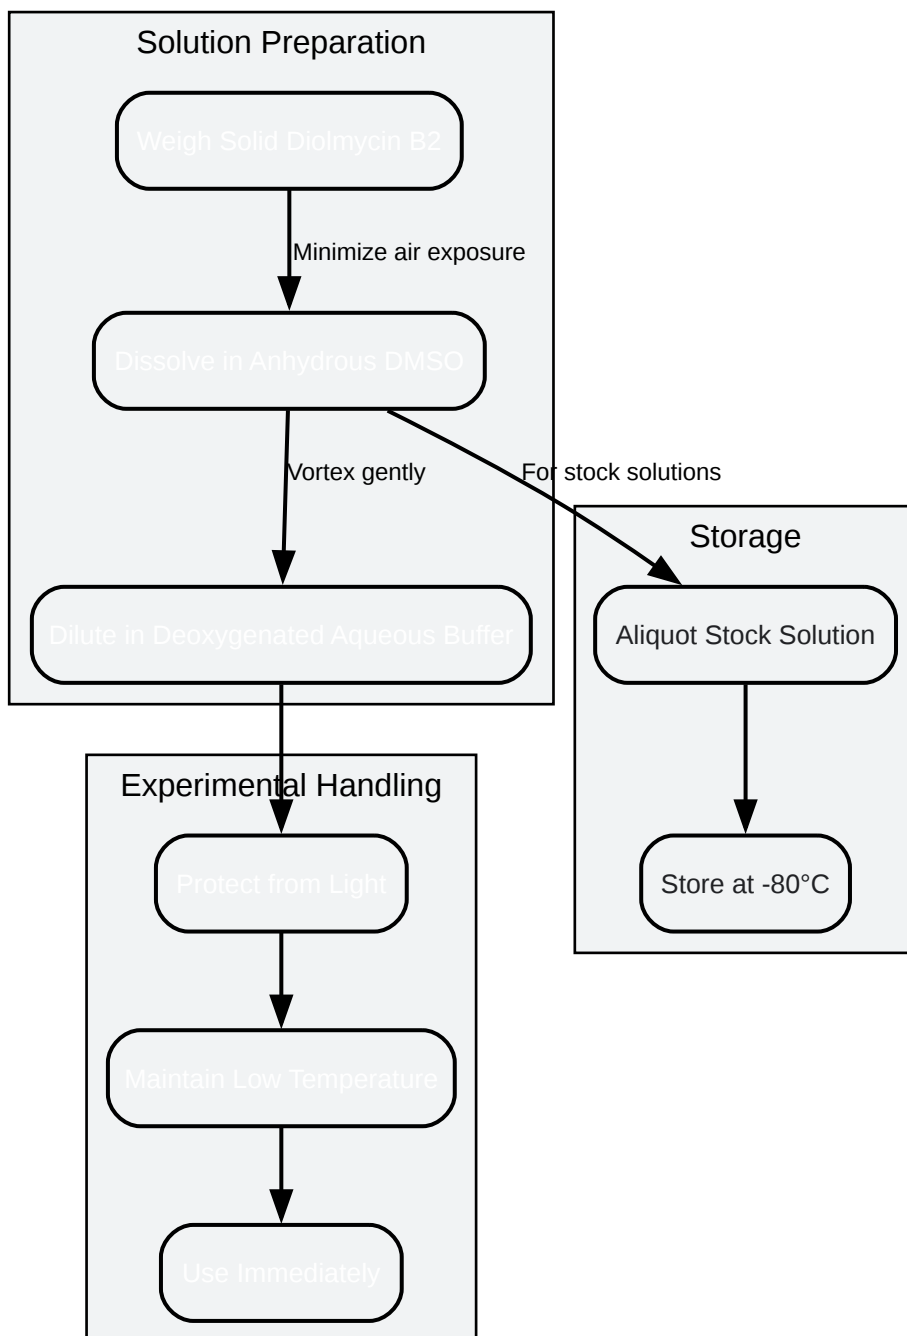 Solution Preparation
Weigh Solid Diolmycin B2
Minimize air exposure
Dissolve in Anhydrous DMSO
Vortex gently
For stock solutions
Dilute in Deoxygenated Aqueous Buffer
Storage
Aliquot Stock Solution
Store at -80°C
Experimental Handling
Protect from Light
Maintain Low Temperature
Use Immediately